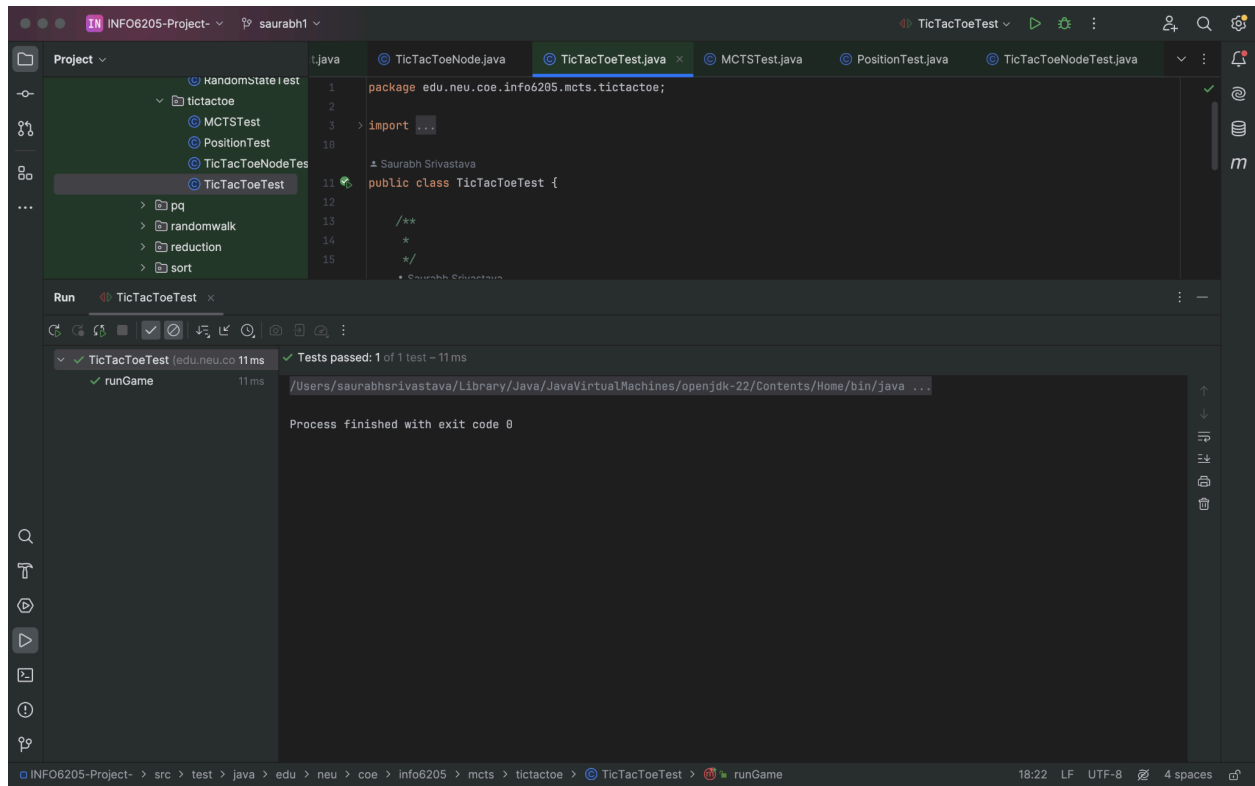 IN INFO6205-Project- saurabh1 TicTacToeTest
Project
t.java TicTacToeNode.java TicTacToeTest.java MCTSTest.java PositionTest.java TicTacToeNodeTest.java
RandomStateTest
tictactoe
MCTSTest
PositionTest
TicTacToeNodeTes
TicTacToeTest
pq
randomwalk
reduction
sort
1 package edu.neu.coe.info6205.mcts.tictactoe;
2
3 import ...
10
Saurabh Srivastava
11 public class TicTacToeTest {
12
13 /**
14 *
15 */
Saurabh Srivastava
Run TicTacToeTest
TicTacToeTest (edu.neu.co 11 ms
runGame 11 ms
Tests passed: 1 of 1 test – 11 ms
/Users/saurabhsrivastava/Library/Java/JavaVirtualMachines/openjdk-22/Contents/Home/bin/java ...
Process finished with exit code 0
INFO6205-Project- > src > test > java > edu > neu > coe > info6205 > mcts > tictactoe > TicTacToeTest > runGame 18:22 LF UTF-8 4 spaces